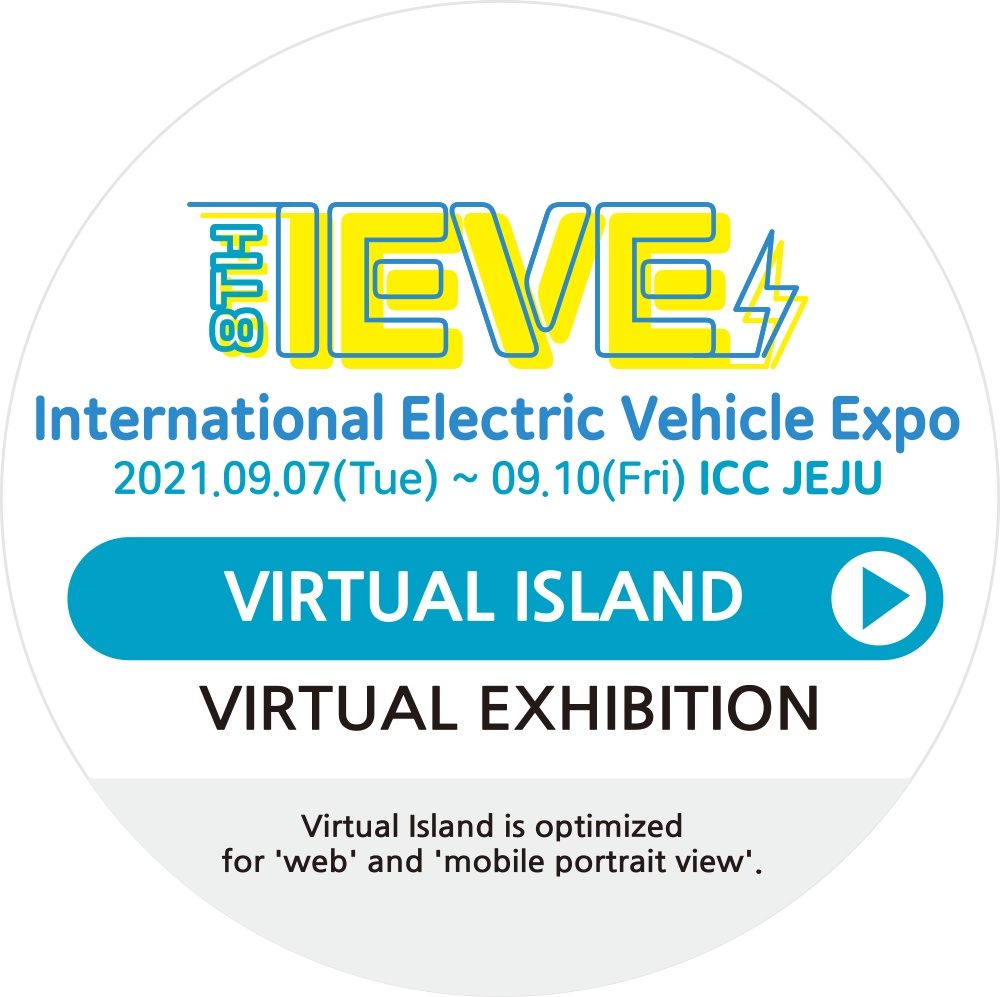 8TH IEVE
International Electric Vehicle Expo
2021.09.07(Tue) ~ 09.10(Fri) ICC JEJU
VIRTUAL ISLAND
VIRTUAL EXHIBITION
Virtual Island is optimized
for 'web' and 'mobile portrait view'.